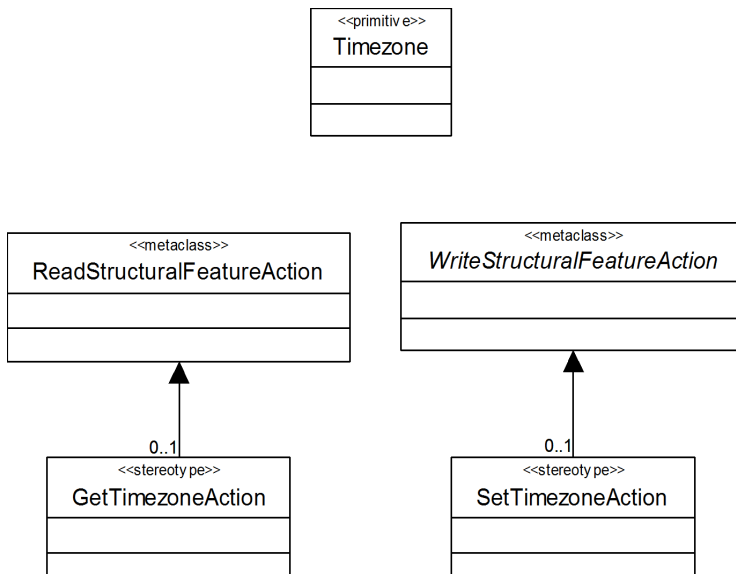 <<primitive>>
Timezone
<<metaclass>>
ReadStructuralFeatureAction
<<metaclass>>
WriteStructuralFeatureAction
0..1
<<stereotype>>
GetTimezoneAction
0..1
<<stereotype>>
SetTimezoneAction